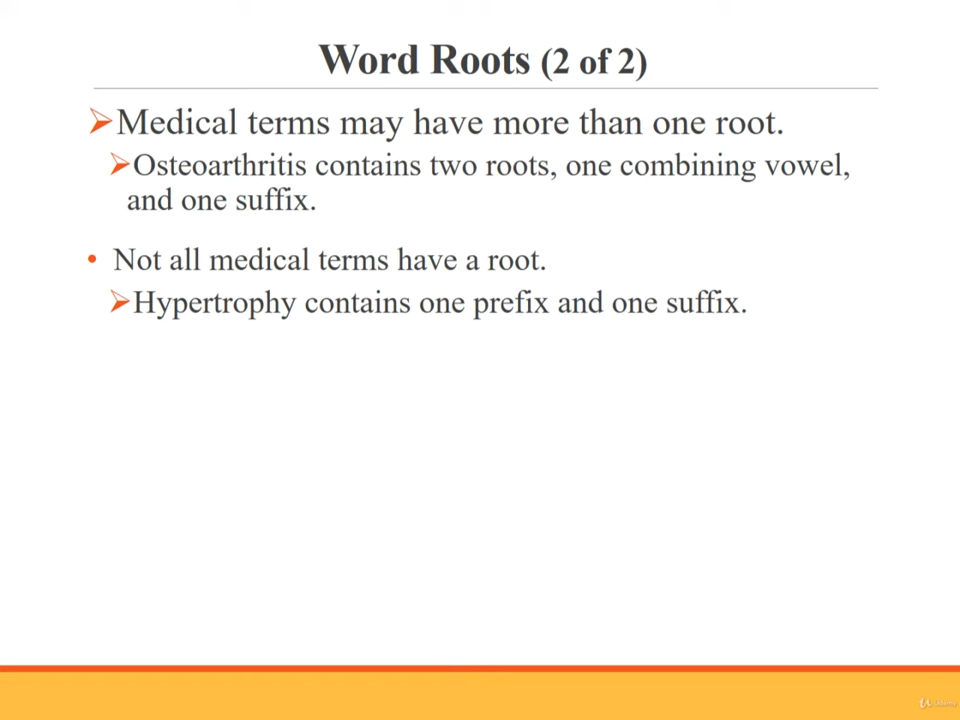 Word Roots (2 of 2)
➢Medical terms may have more than one root.
➢Osteoarthritis contains two roots, one combining vowel,
and one suffix.
• Not all medical terms have a root.
➢Hypertrophy contains one prefix and one suffix.
Udemy